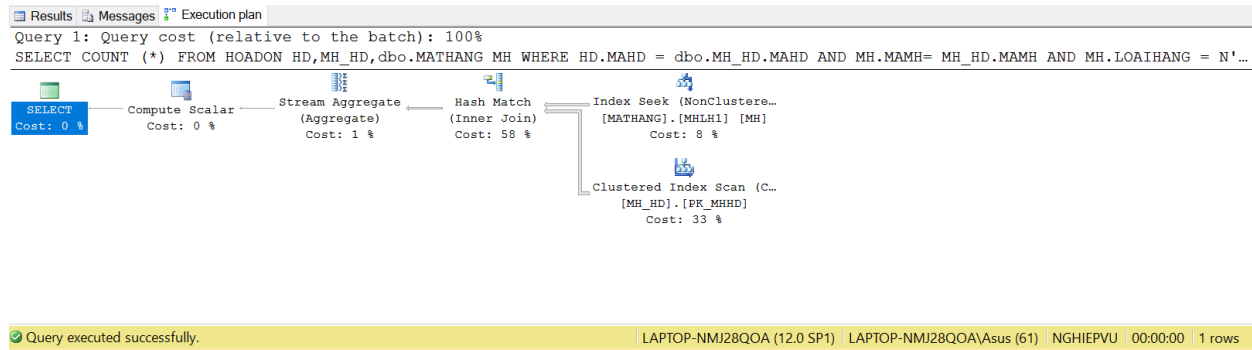 Results Messages Execution plan
Query 1: Query cost (relative to the batch): 100%
SELECT COUNT (*) FROM HOADON HD,MH_HD,dbo.MATHANG MH WHERE HD.MAHD = dbo.MH_HD.MAHD AND MH.MAMH= MH_HD.MAMH AND MH.LOAIHANG = N'…
SELECT
Cost: 0 %
Compute Scalar
Cost: 0 %
Stream Aggregate
(Aggregate)
Cost: 1 %
Hash Match
(Inner Join)
Cost: 58 %
Index Seek (NonClustere…
[MATHANG].[MHLH1] [MH]
Cost: 8 %
Clustered Index Scan (C…
[MH_HD].[PK_MHHD]
Cost: 33 %
Query executed successfully. LAPTOP-NMJ28QOA (12.0 SP1) LAPTOP-NMJ28QOA\Asus (61) NGHIEPVU 00:00:00 1 rows